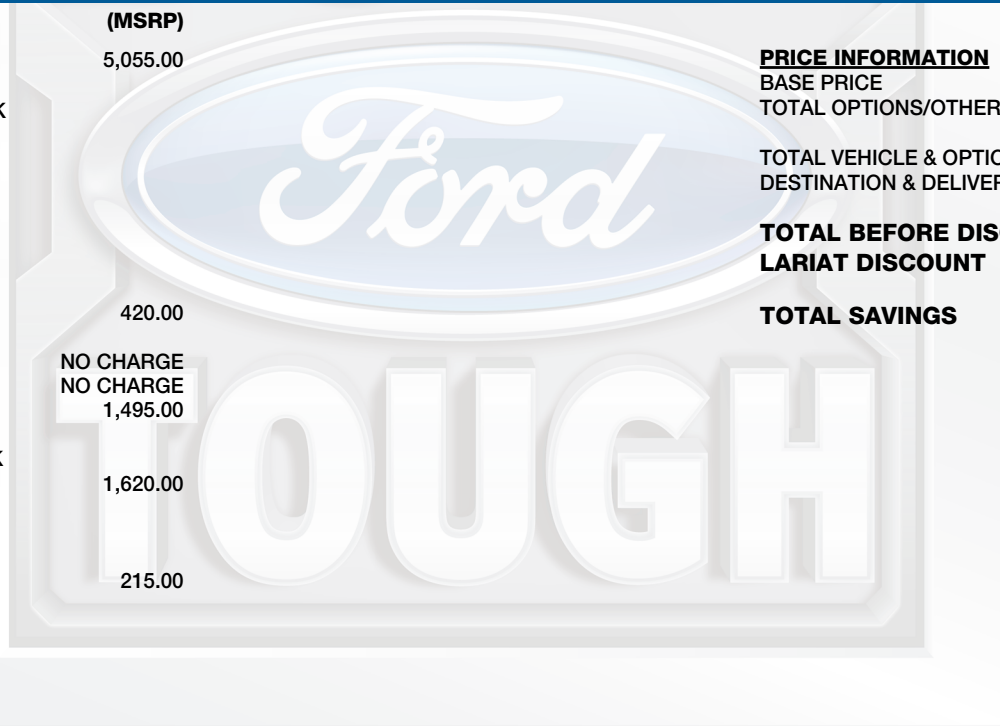 (MSRP)
5,055.00
K
420.00
NO CHARGE
NO CHARGE
1,495.00
K
1,620.00
215.00
PRICE INFORMATION
BASE PRICE
TOTAL OPTIONS/OTHER
TOTAL VEHICLE & OPTIO
DESTINATION & DELIVER
TOTAL BEFORE DIS
LARIAT DISCOUNT
TOTAL SAVINGS
Ford
TOUGH